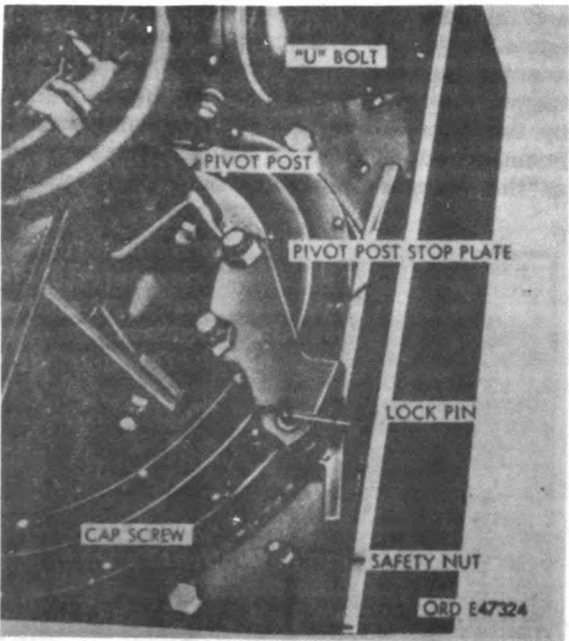 "U" BOLT
PIVOT POST
PIVOT POST STOP PLATE
LOCK PIN
CAP SCREW
SAFETY NUT
ORD E47324